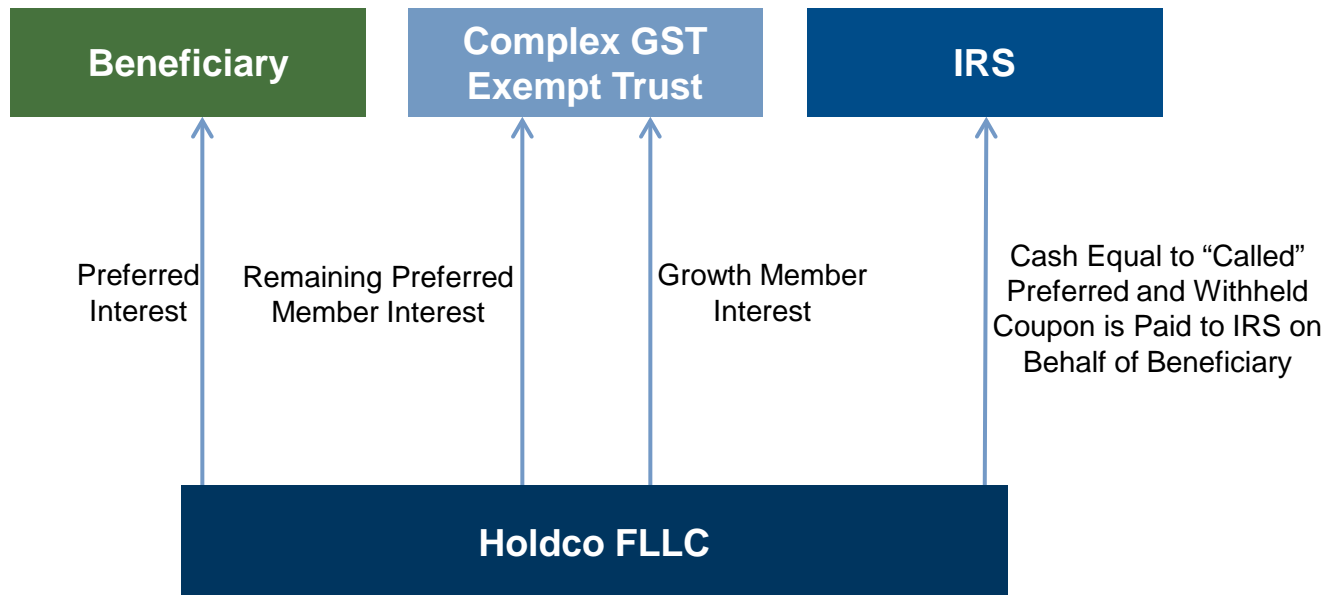 Beneficiary
Complex GST
Exempt Trust
IRS
Preferred
Interest
Remaining Preferred
Member Interest
Growth Member
Interest
Cash Equal to “Called”
Preferred and Withheld
Coupon is Paid to IRS on
Behalf of Beneficiary
Holdco FLLC